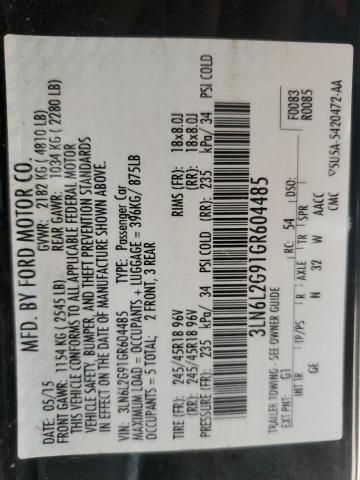 MFD. BY FORD MOTOR CO.
DATE: 05/15 GVWR: 2182 KG ( 4810 LB)
FRONT GAWR: 1154 KG ( 2545 LB) REAR GAWR: 1034 KG ( 2280 LB)
THIS VEHICLE CONFORMS TO ALL APPLICABLE FEDERAL MOTOR
VEHICLE SAFETY, BUMPER, AND THEFT PREVENTION STANDARDS
IN EFFECT ON THE DATE OF MANUFACTURE SHOWN ABOVE.
VIN: 3LN6L2G91GR604485 TYPE: Passenger Car
MAXIMUM LOAD = OCCUPANTS + LUGGAGE = 396KG/ 875LB
OCCUPANTS = 5 TOTAL; 2 FRONT, 3 REAR
TIRE (FR): 245/45R18 96V RIMS (FR): 18x8.0J
(RR): 245/45R18 96V (RR): 18x8.0J
PRESSURE (FR): 235 kPa/ 34 PSI COLD
(RR): 235 kPa/ 34 PSI COLD
3LN6L2G91GR604485
F0083
R0085
TRAILER TOWING - SEE OWNER GUIDE
EXT PNT: G1 RC: 54 DSO:
INT IR TP/PS R AXLE TR SPR
GE N 32 W AACC
CMC 5U5A-5420472-AA